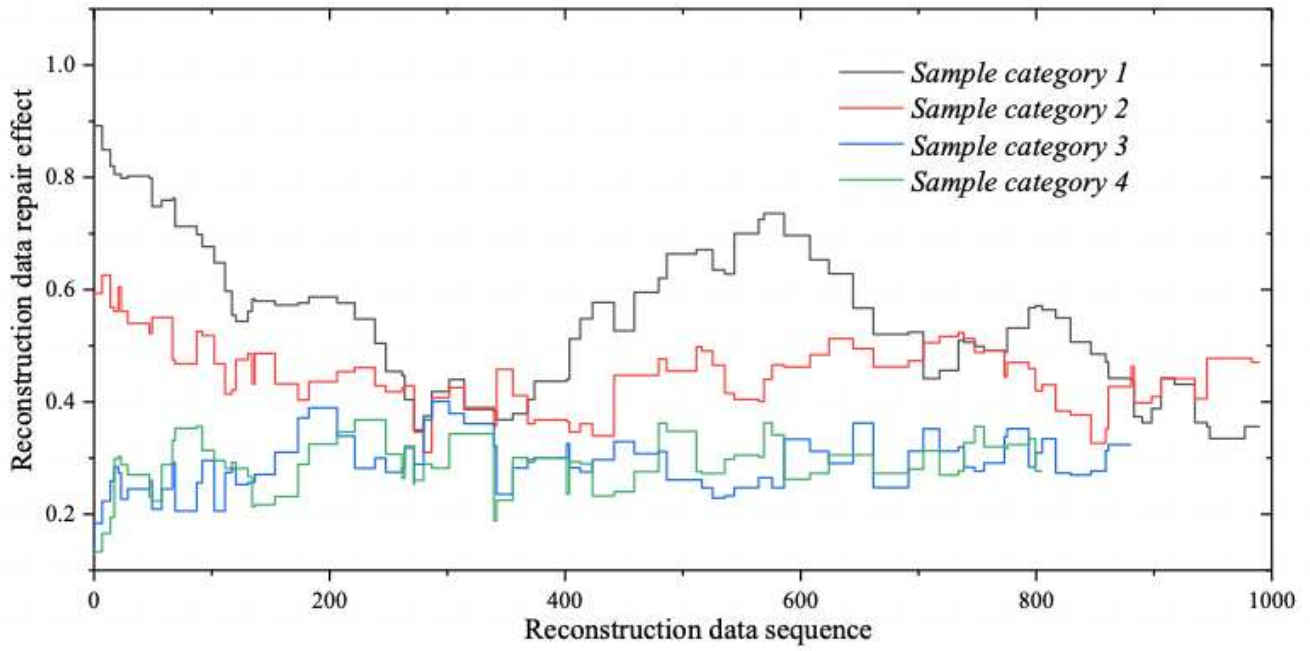 Reconstruction data repair effect
1.0
0.8
0.6
0.4
0.2
Sample category 1
Sample category 2
Sample category 3
Sample category 4
0 200 400 600 800 1000
Reconstruction data sequence